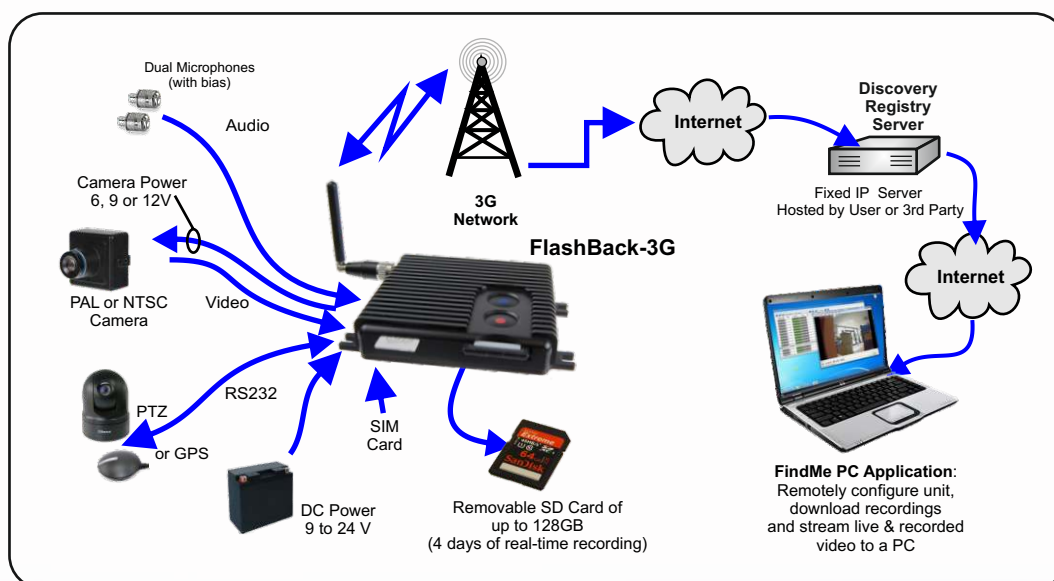 Dual Microphones
(with bias)
Audio
Camera Power
6, 9 or 12V
PAL or NTSC
Camera
Video
PTZ
or GPS
RS232
DC Power
9 to 24 V
SIM
Card
3G
Network
FlashBack-3G
Extreme
64
SanDisk
Removable SD Card of
up to 128GB
(4 days of real-time recording)
Internet
Discovery
Registry
Server
Fixed IP Server
Hosted by User or 3rd Party
Internet
FindMe PC Application:
Remotely configure unit,
download recordings
and stream live & recorded
video to a PC